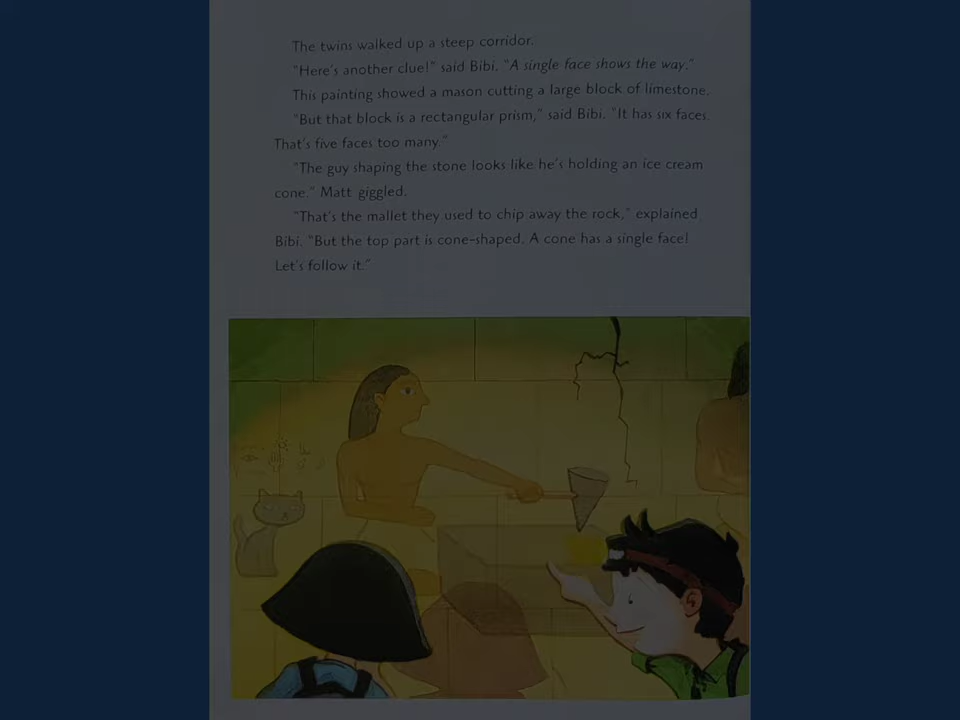 The twins walked up a steep corridor.
"Here's another clue!" said Bibi. "A single face shows the way."
This painting showed a mason cutting a large block of limestone.
"But that block is a rectangular prism," said Bibi. "It has six faces.
That's five faces too many."
"The guy shaping the stone looks like he's holding an ice cream
cone." Matt giggled.
"That's the mallet they used to chip away the rock," explained
Bibi. "But the top part is cone-shaped. A cone has a single face!
Let's follow it."